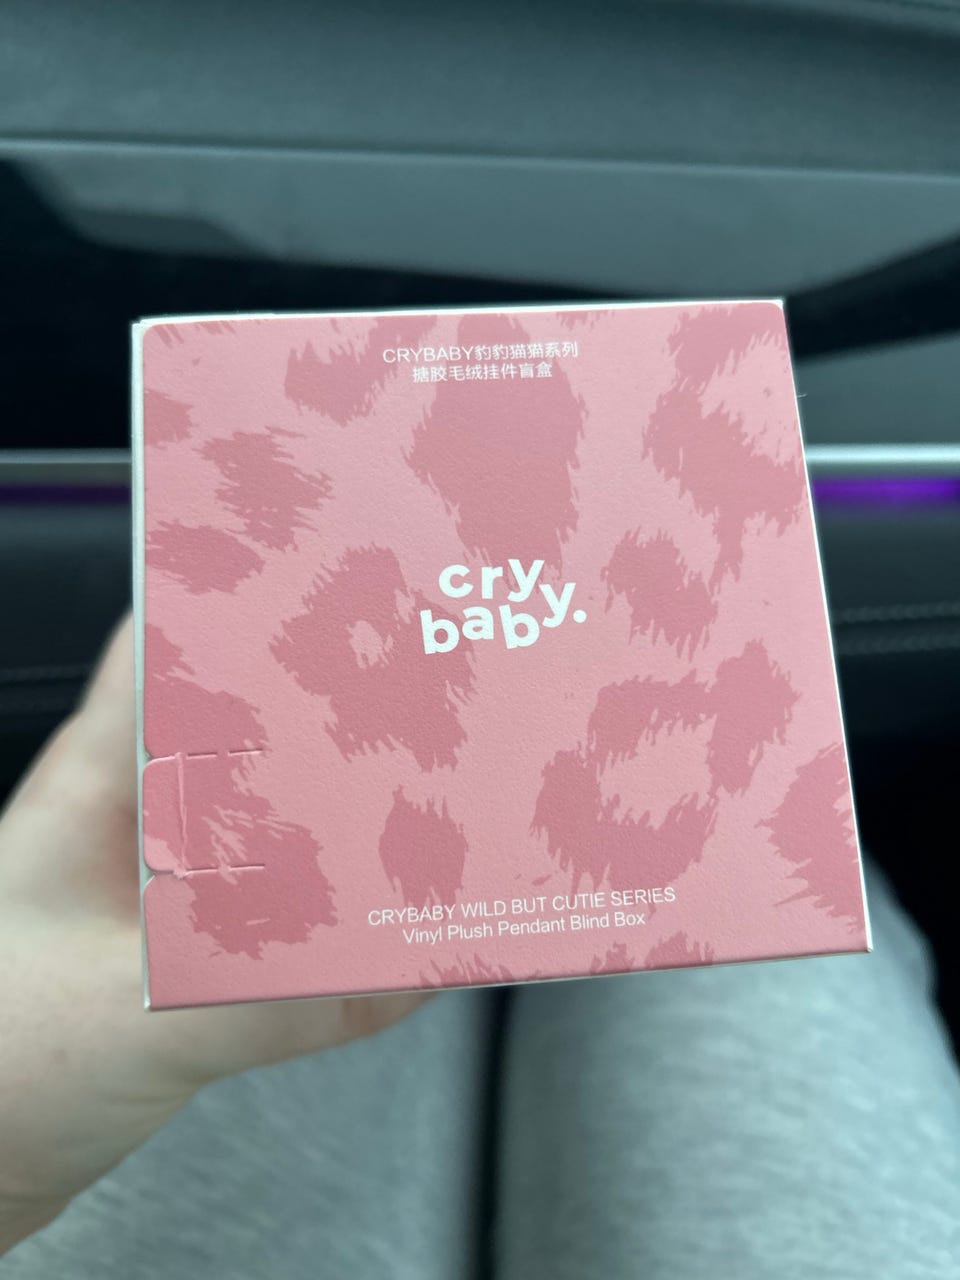 CRYBABY豹豹猫猫系列
搪胶毛绒挂件盲盒
cry
baby.
CRYBABY WILD BUT CUTIE SERIES
Vinyl Plush Pendant Blind Box